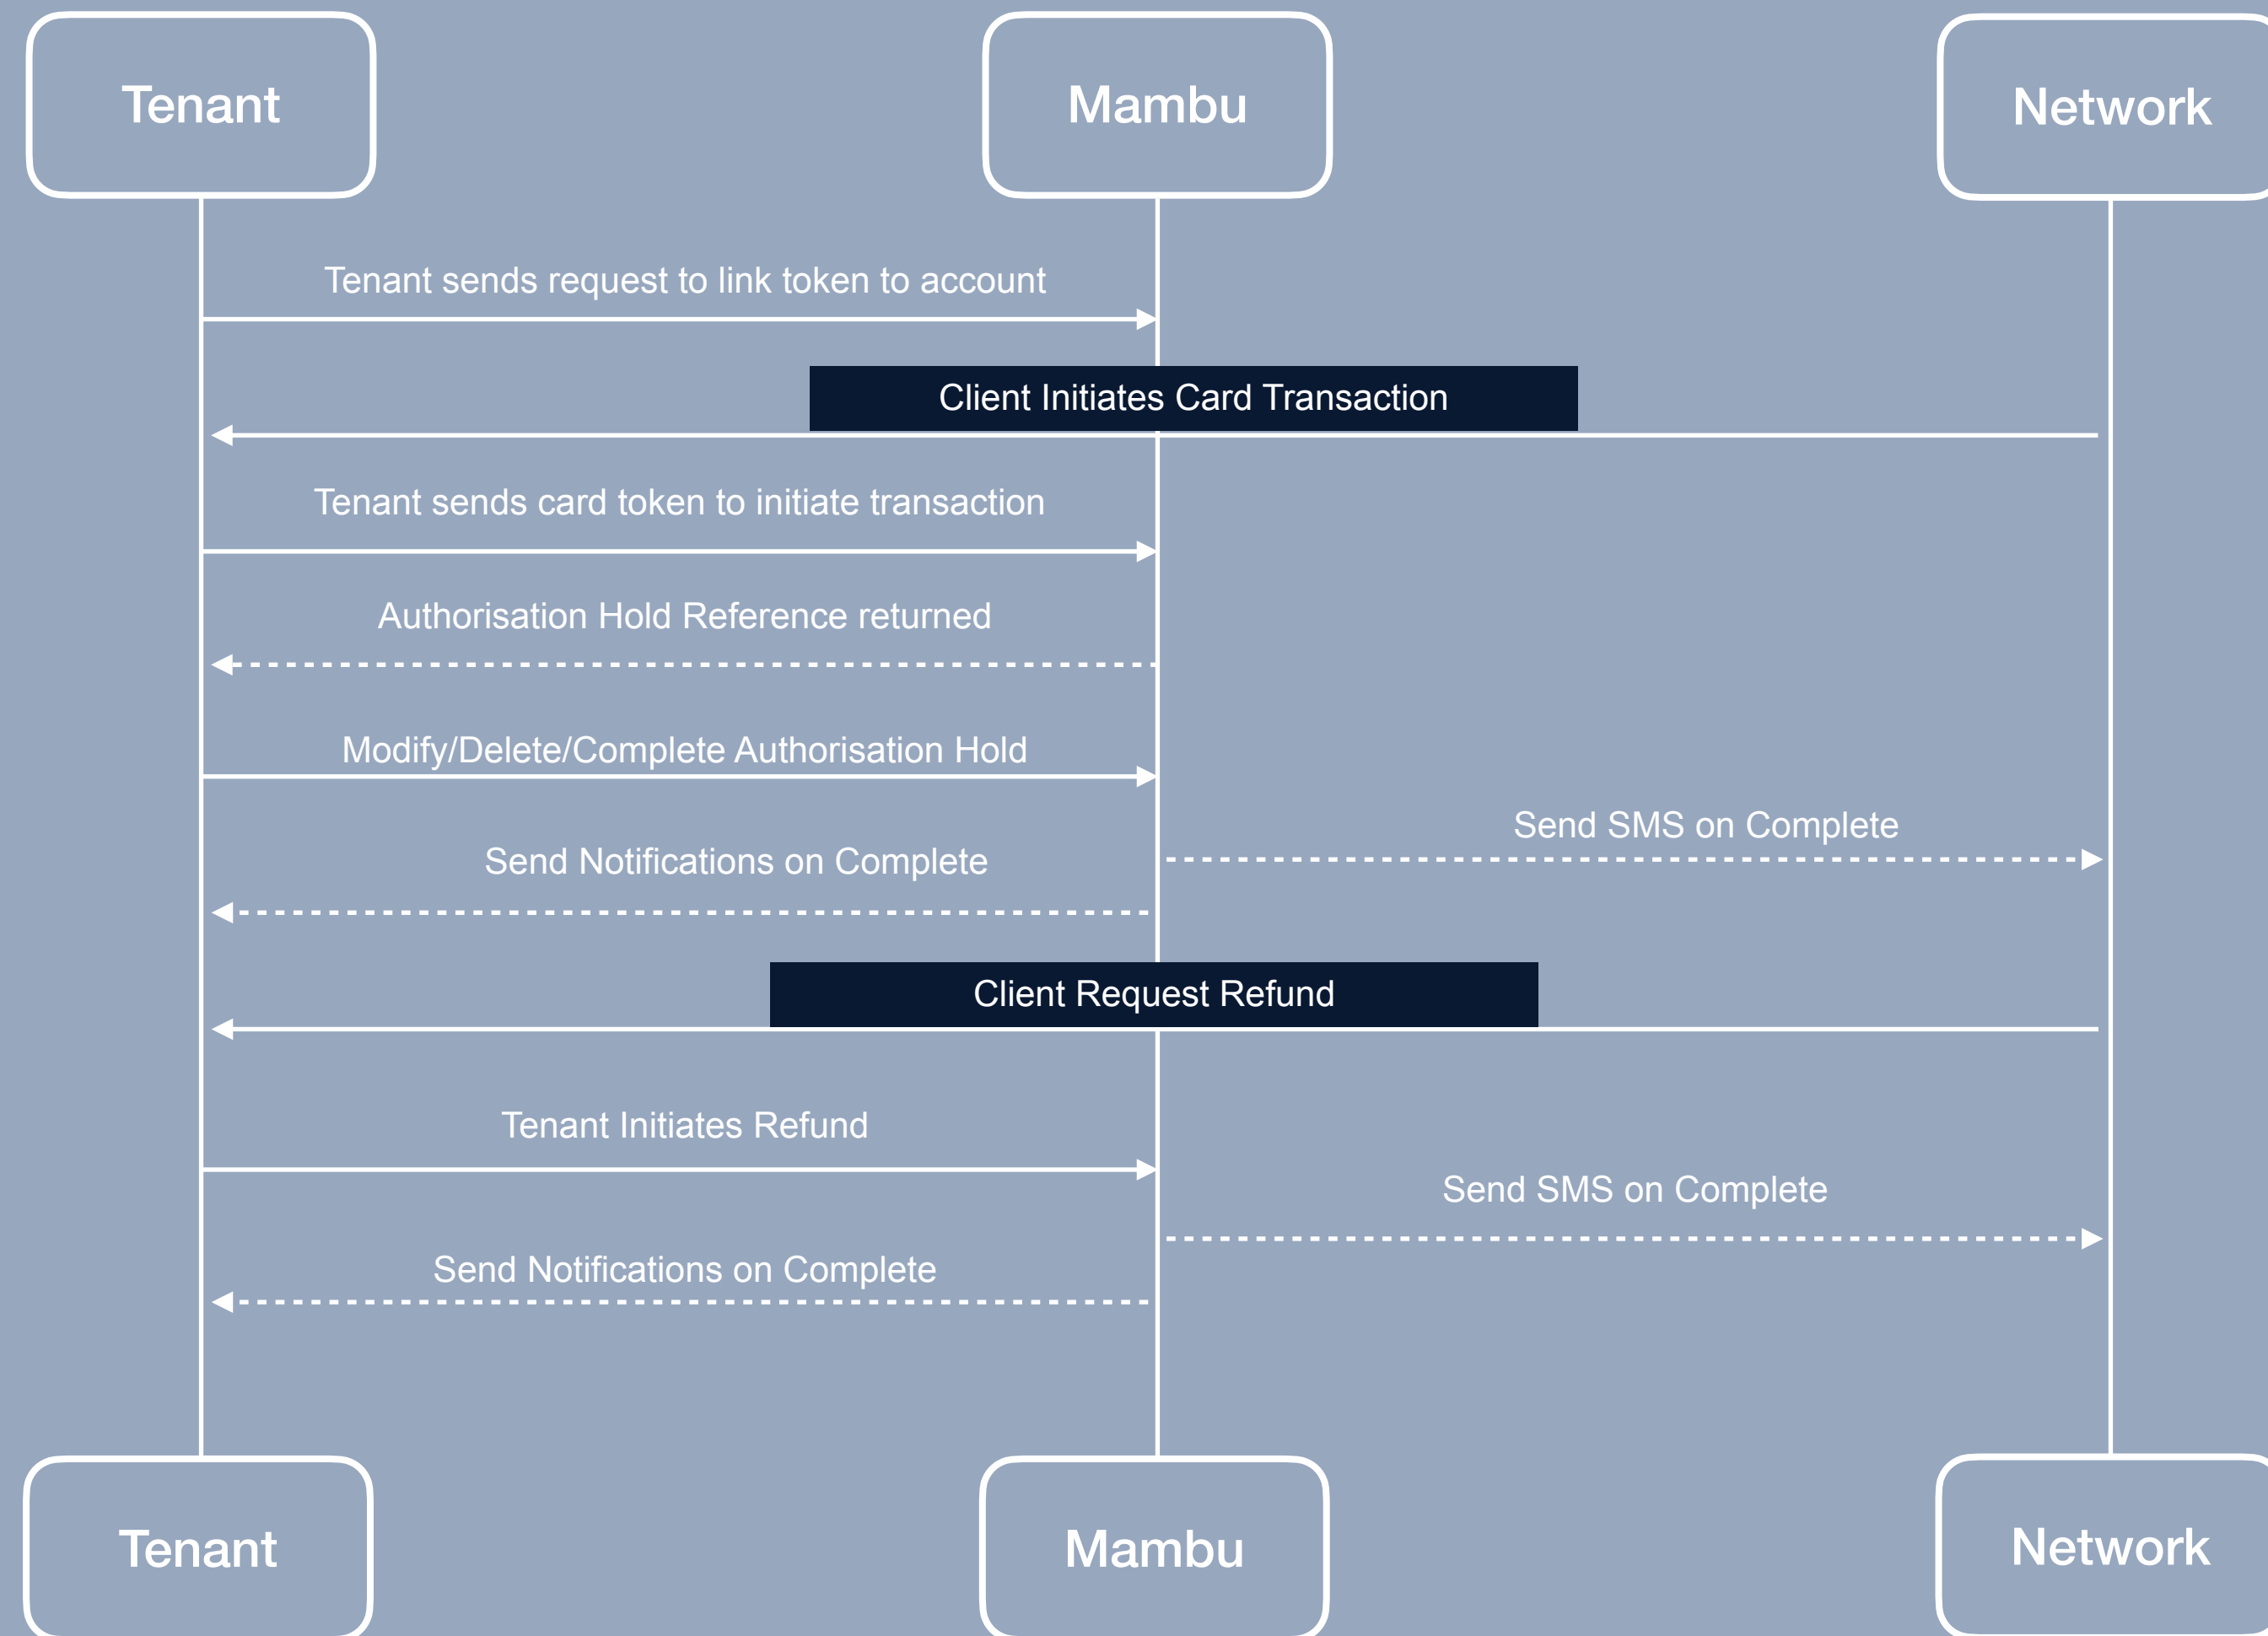 Tenant
Mambu
Network
Tenant sends request to link token to account
Client Initiates Card Transaction
Tenant sends card token to initiate transaction
Authorisation Hold Reference returned
Modify/Delete/Complete Authorisation Hold
Send SMS on Complete
Send Notifications on Complete
Client Request Refund
Tenant Initiates Refund
Send SMS on Complete
Send Notifications on Complete
Tenant
Mambu
Network